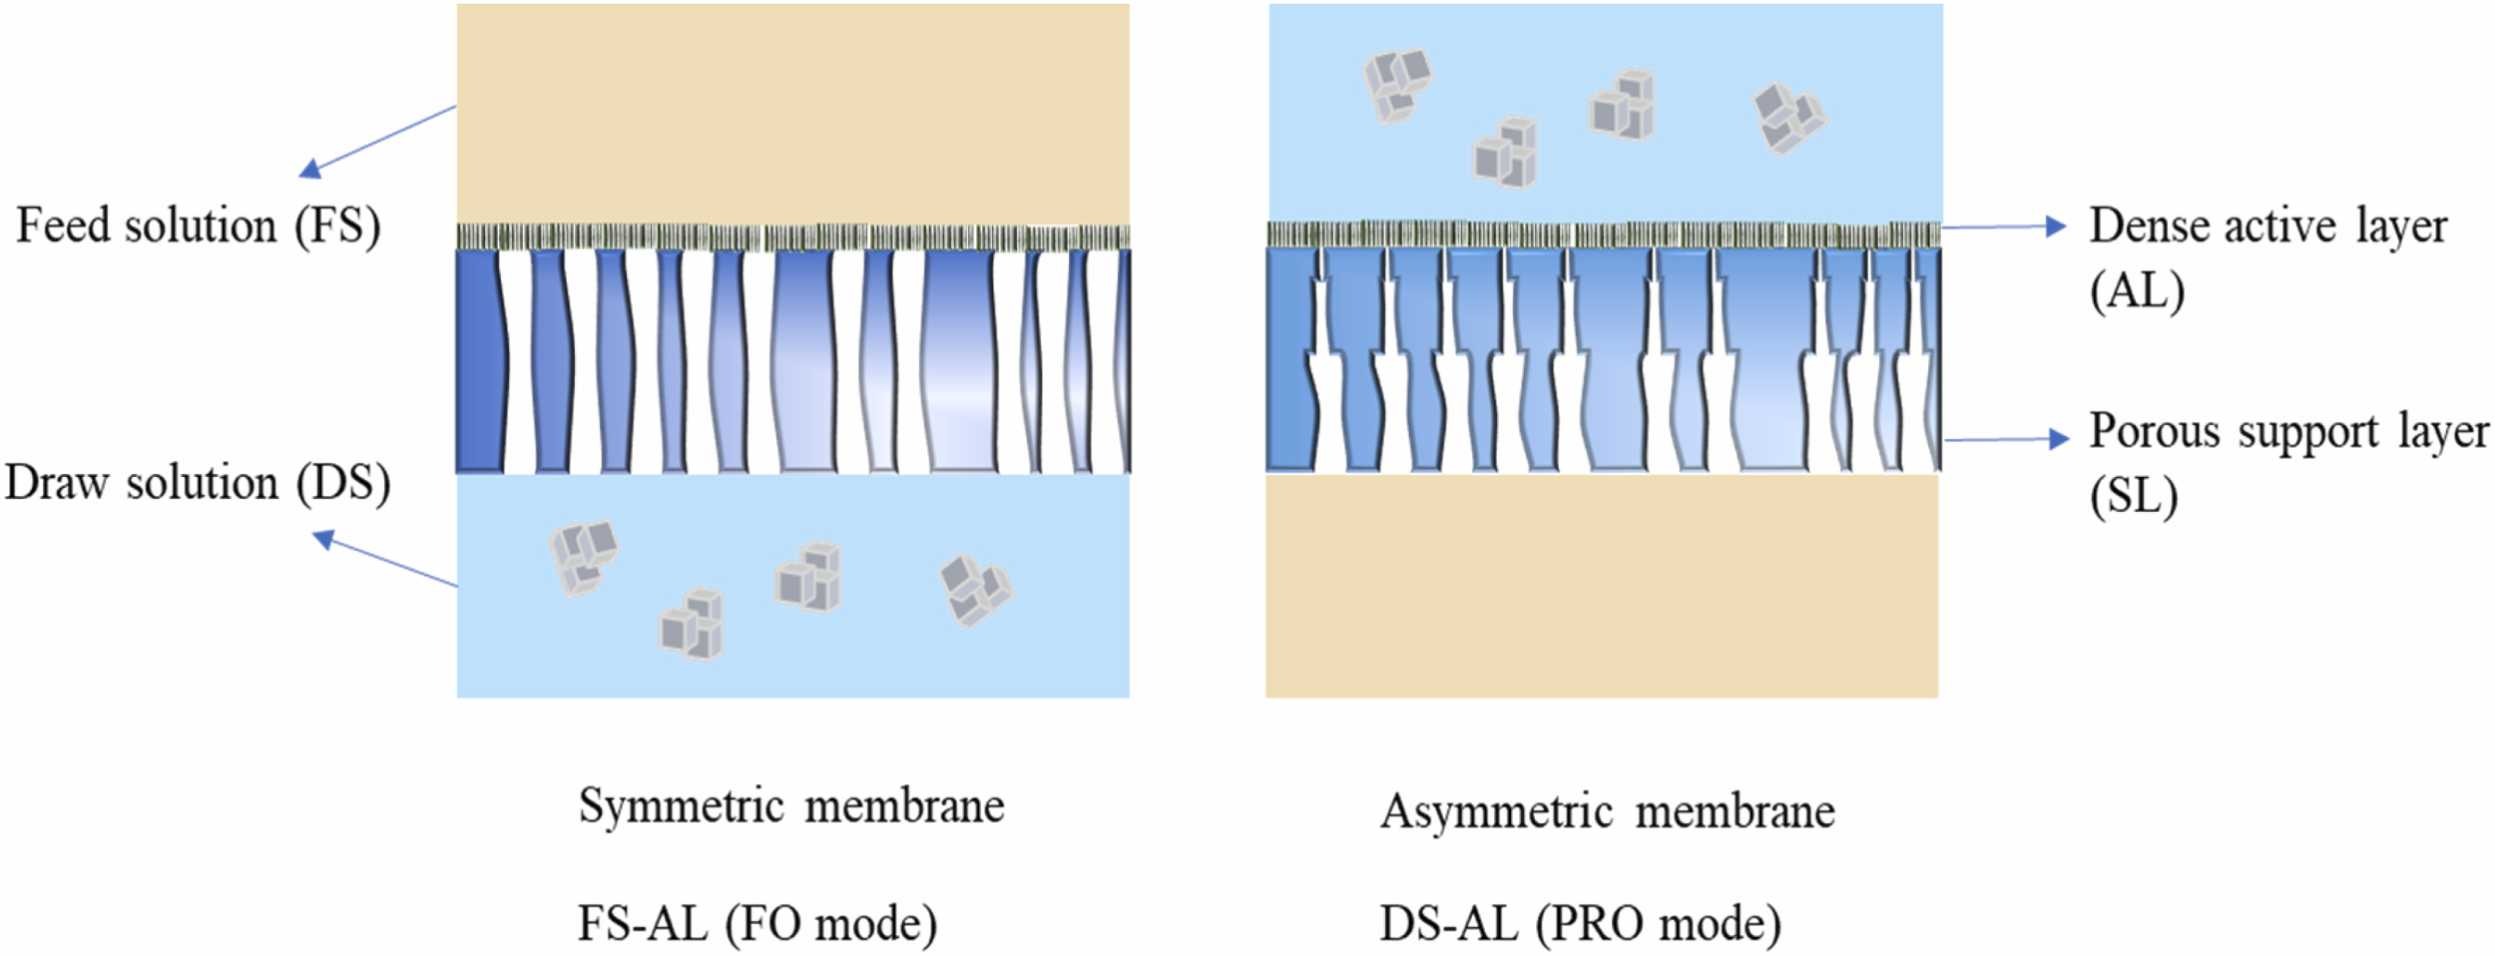 Feed solution (FS)
Draw solution (DS)
Dense active layer
(AL)
Porous support layer
(SL)
Symmetric membrane
FS-AL (FO mode)
Asymmetric membrane
DS-AL (PRO mode)